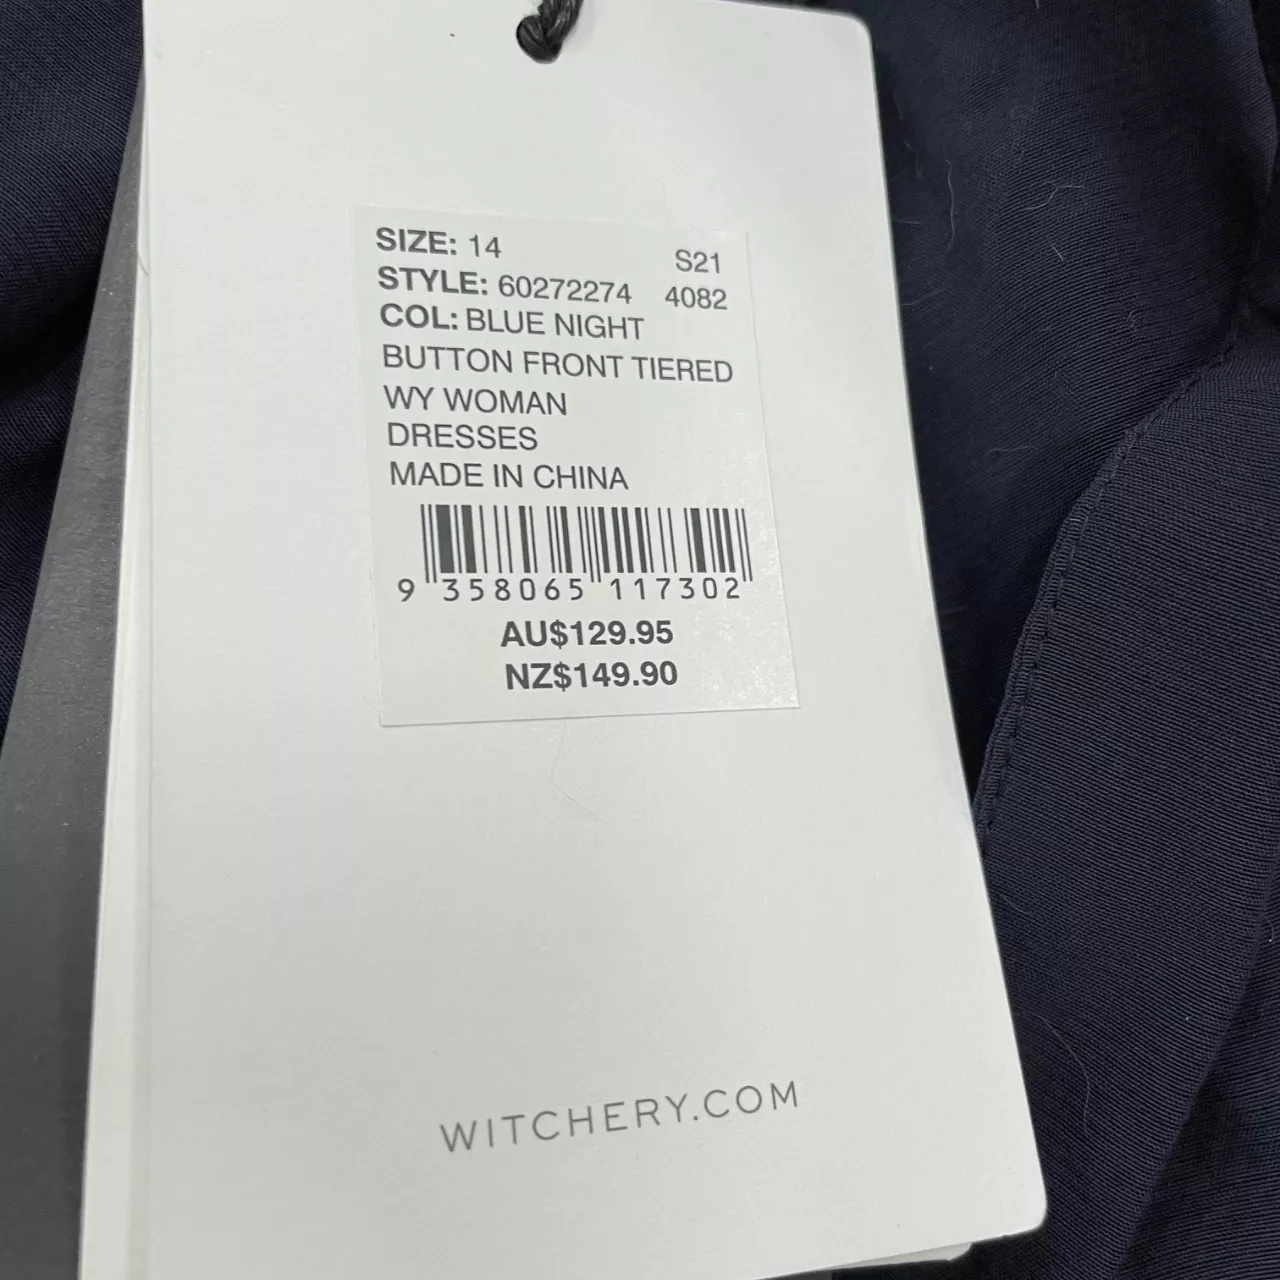 SIZE: 14 S21
STYLE: 60272274 4082
COL: BLUE NIGHT
BUTTON FRONT TIERED
WY WOMAN
DRESSES
MADE IN CHINA
9 358065 117302
AU$129.95
NZ$149.90
WITCHERY.COM